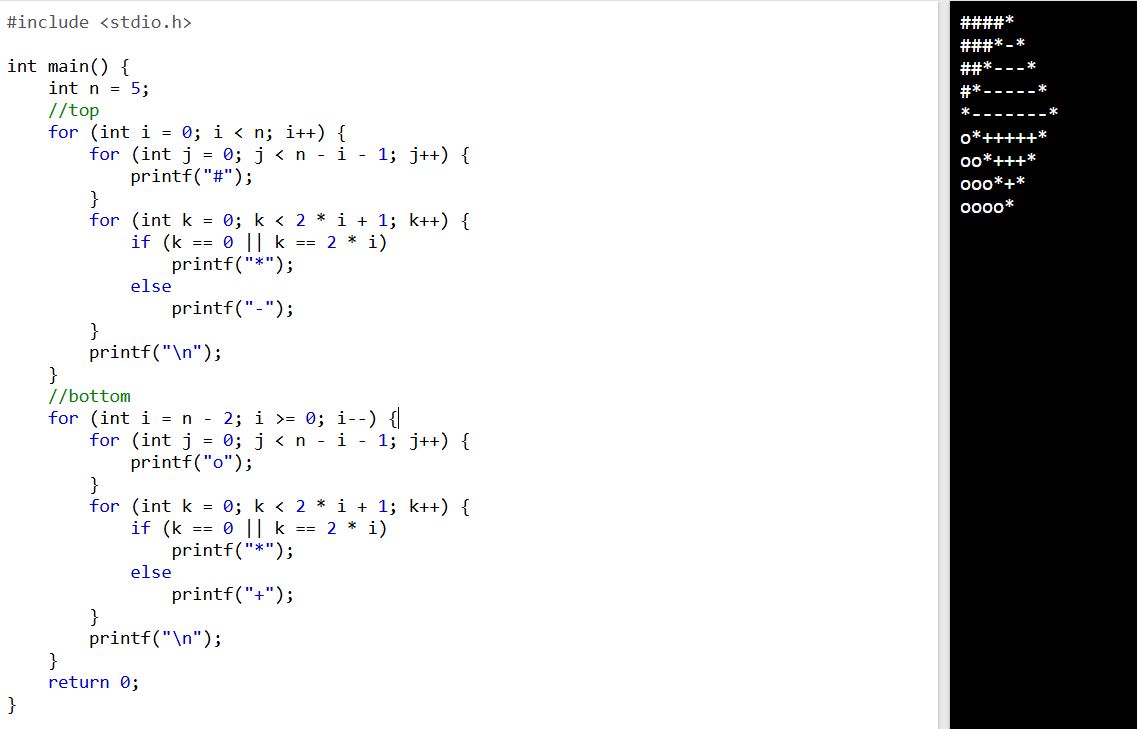 #include <stdio.h>

int main() {
    int n = 5;
    //top
    for (int i = 0; i < n; i++) {
        for (int j = 0; j < n - i - 1; j++) {
            printf("#");
        }
        for (int k = 0; k < 2 * i + 1; k++) {
            if (k == 0 || k == 2 * i)
                printf("*");
            else
                printf("-");
        }
        printf("\n");
    }
    //bottom
    for (int i = n - 2; i >= 0; i--) {
        for (int j = 0; j < n - i - 1; j++) {
            printf("o");
        }
        for (int k = 0; k < 2 * i + 1; k++) {
            if (k == 0 || k == 2 * i)
                printf("*");
            else
                printf("+");
        }
        printf("\n");
    }
    return 0;
}
####*
###*-*
##*---*
#*-----*
*-------*
o*+++++*
oo*+++*
ooo*+*
oooo*